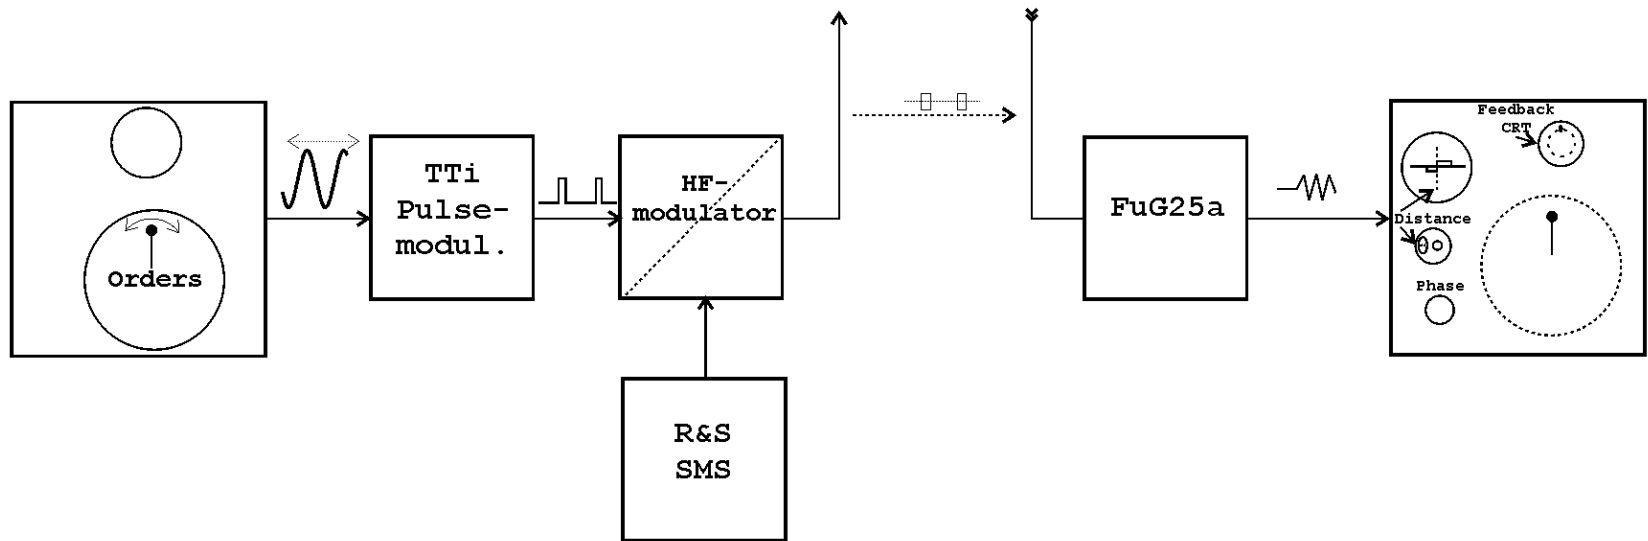 Orders
TTi
Pulse-
modul.
HF-
modulator
R&S
SMS
FuG25a
Feedback
CRT
Distance
Phase